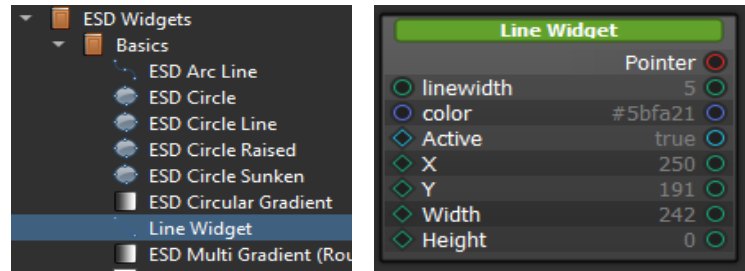 ESD Widgets
Basics
ESD Arc Line
ESD Circle
ESD Circle Line
ESD Circle Raised
ESD Circle Sunken
ESD Circular Gradient
Line Widget
ESD Multi Gradient (Rou
Line Widget
Pointer
linewidth 5
color #5bfa21
Active true
X 250
Y 191
Width 242
Height 0